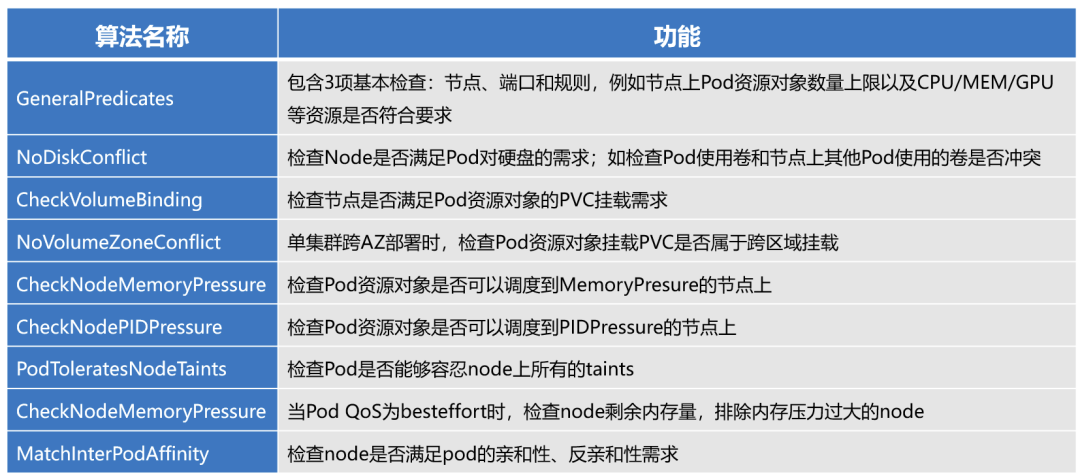 算法名称 功能
GeneralPredicates 包含3项基本检查：节点、端口和规则，例如节点上Pod资源对象数量上限以及CPU/MEM/GPU
等资源是否符合要求
NoDiskConflict 检查Node是否满足Pod对硬盘的需求；如检查Pod使用卷和节点上其他Pod使用的卷是否冲突
CheckVolumeBinding 检查节点是否满足Pod资源对象的PVC挂载需求
NoVolumeZoneConflict 单集群跨AZ部署时，检查Pod资源对象挂载PVC是否属于跨区域挂载
CheckNodeMemoryPressure 检查Pod资源对象是否可以调度到MemoryPresure的节点上
CheckNodePIDPressure 检查Pod资源对象是否可以调度到PIDPressure的节点上
PodToleratesNodeTaints 检查Pod是否能够容忍node上所有的taints
CheckNodeMemoryPressure 当Pod QoS为besteffort时，检查node剩余内存量，排除内存压力过大的node
MatchInterPodAffinity 检查node是否满足pod的亲和性、反亲和性需求